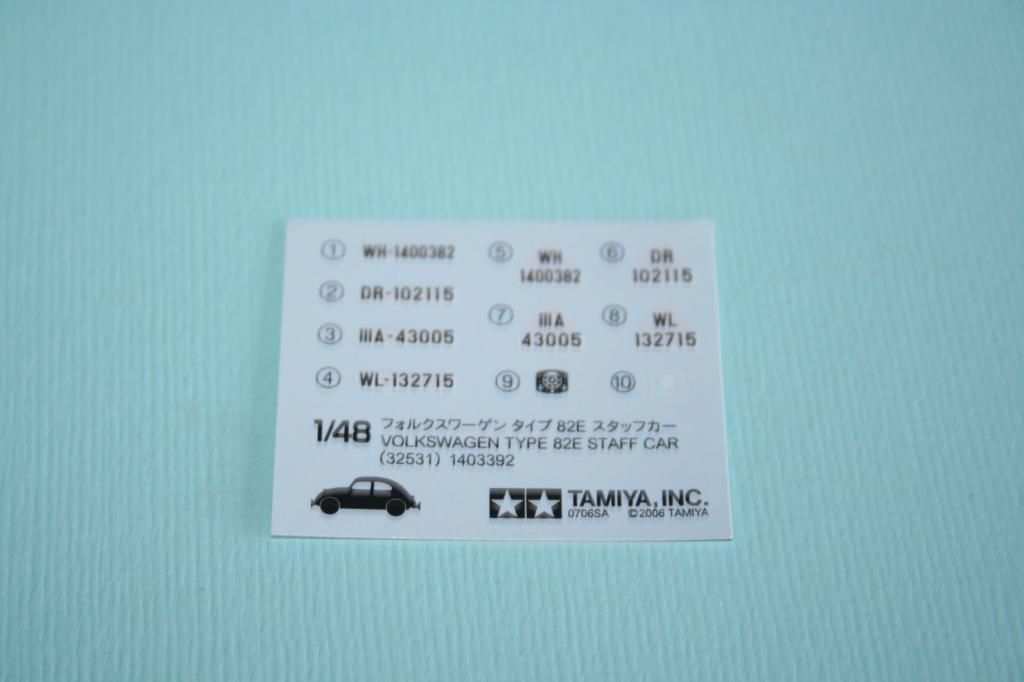 ① WH-1400382
② DR-102115
③ IIIA-43005
④ WL-132715
⑤ WH
1400382
⑥ DR
102115
⑦ IIIA
43005
⑧ WL
132715
⑨
⑩
1/48 フォルクスワーゲン タイプ 82E スタッフカー
VOLKSWAGEN TYPE 82E STAFF CAR
(32531) 1403392
TAMIYA, INC.
0706SA ©2006 TAMIYA